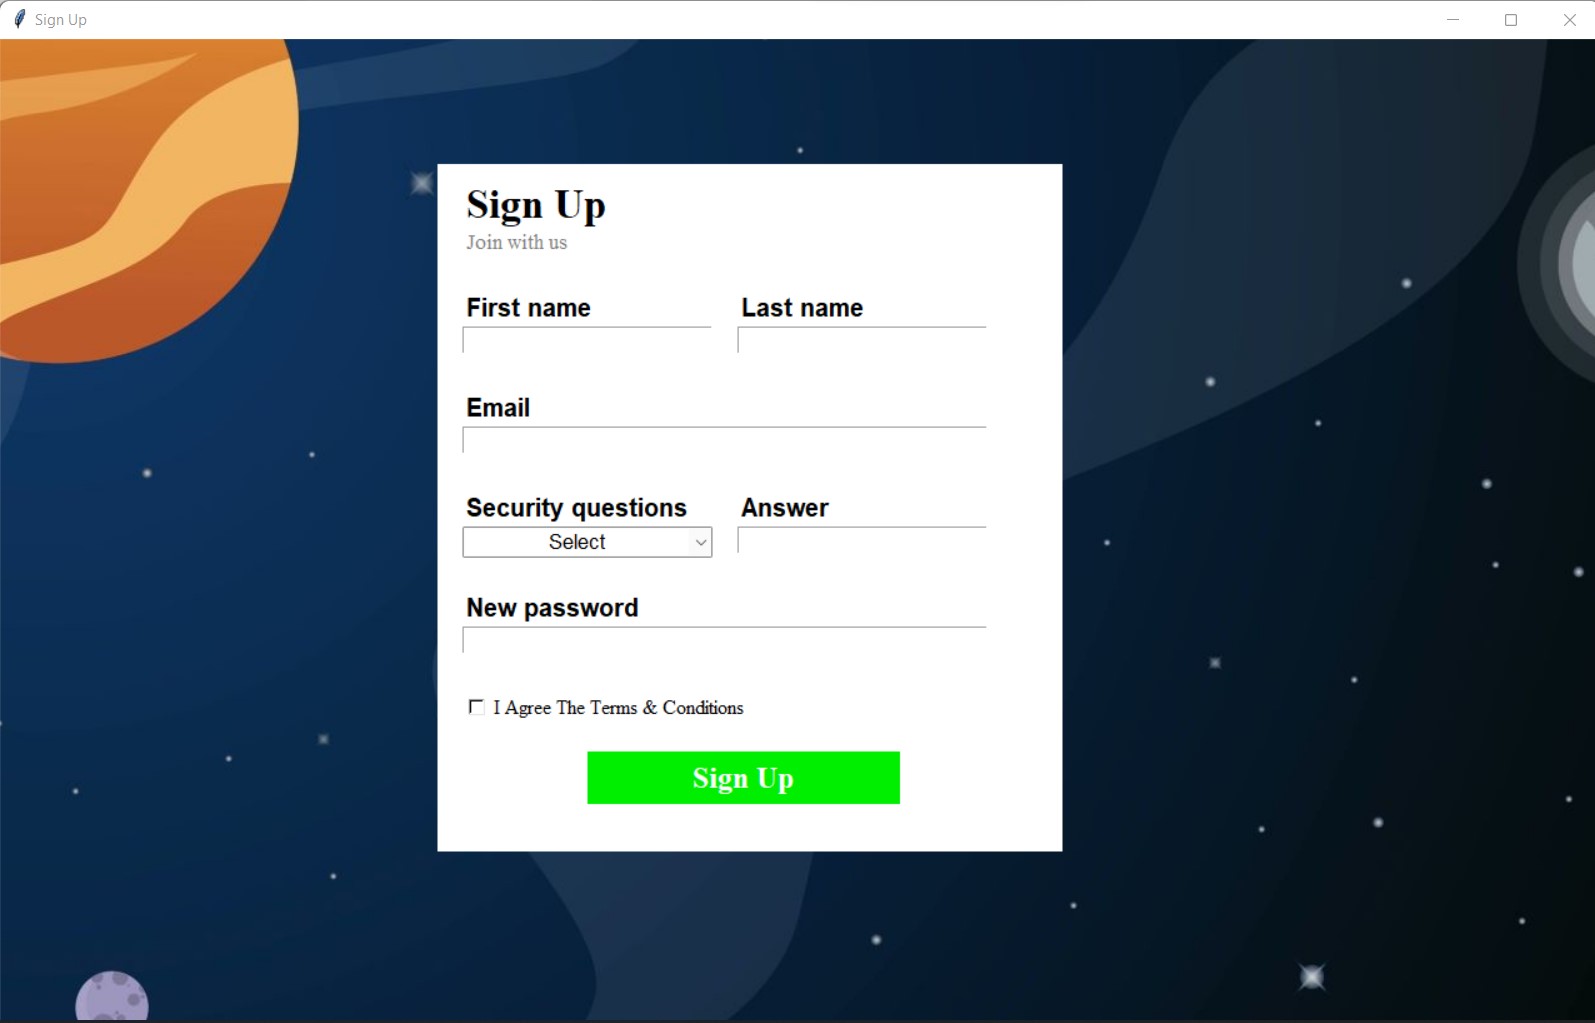 Sign Up
Sign Up
Join with us
First name Last name
Email
Security questions Answer
Select
New password
I Agree The Terms & Conditions
Sign Up